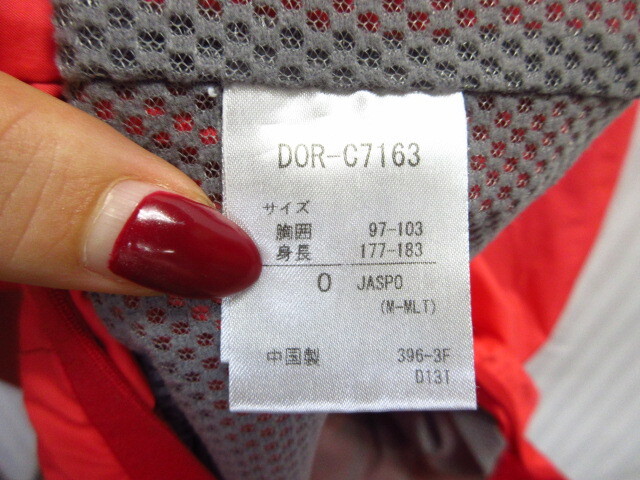 DOR-C7163
サイズ
胸囲 97-103
身長 177-183
O JASPO
(M-MLT)
中国製 396-3F
D13T